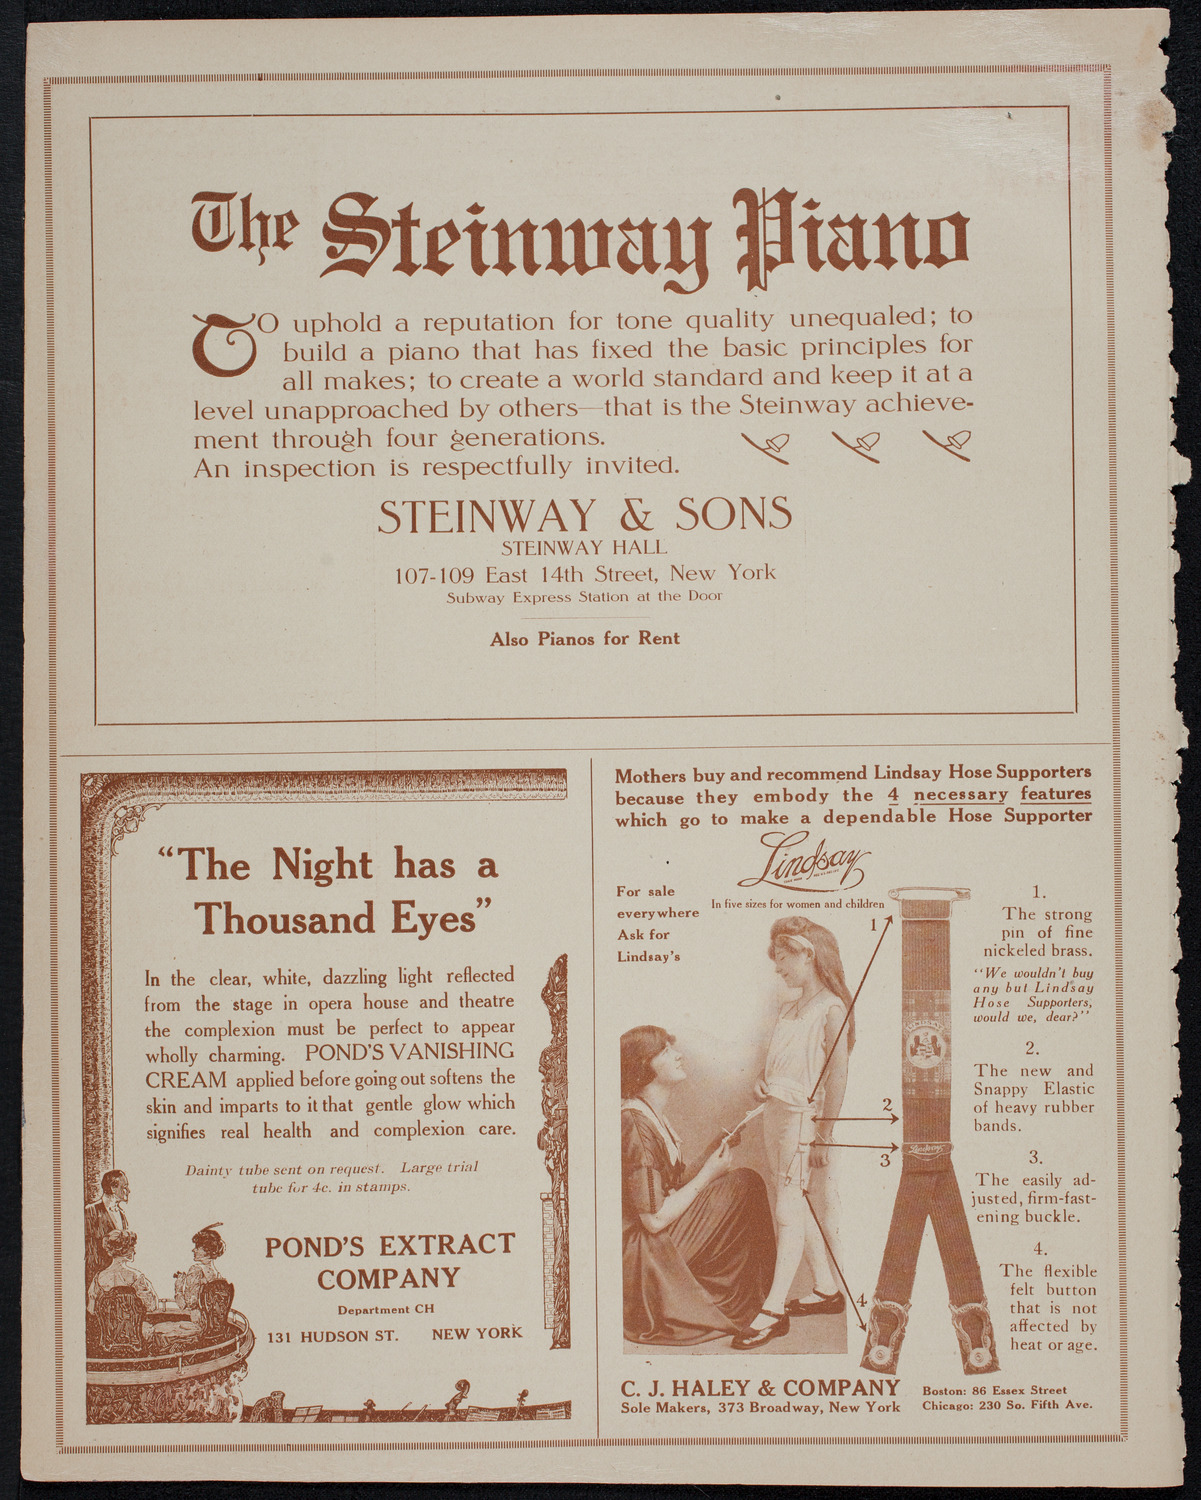 The Steinway Piano
TO uphold a reputation for tone quality unequaled; to
build a piano that has fixed the basic principles for
all makes; to create a world standard and keep it at a
level unapproached by others—that is the Steinway achieve-
ment through four generations.
An inspection is respectfully invited.
STEINWAY & SONS
STEINWAY HALL
107-109 East 14th Street, New York
Subway Express Station at the Door
Also Pianos for Rent
"The Night has a
Thousand Eyes"
In the clear, white, dazzling light reflected
from the stage in opera house and theatre
the complexion must be perfect to appear
wholly charming. POND'S VANISHING
CREAM applied before going out softens the
skin and imparts to it that gentle glow which
signifies real health and complexion care.
Dainty tube sent on request. Large trial
tube for 4c. in stamps.
POND'S EXTRACT
COMPANY
Department CH
131 HUDSON ST. NEW YORK
Mothers buy and recommend Lindsay Hose Supporters
because they embody the 4 necessary features
which go to make a dependable Hose Supporter
Lindsay
For sale
everywhere
Ask for
Lindsay's
In five sizes for women and children
1
2
3
4
LINDSAY
Lindsay
1.
The strong
pin of fine
nickeled brass.
"We wouldn't buy
any but Lindsay
Hose Supporters,
would we, dear?"
2.
The new and
Snappy Elastic
of heavy rubber
bands.
3.
The easily ad-
justed, firm-fast-
ening buckle.
4.
The flexible
felt button
that is not
affected by
heat or age.
C. J. HALEY & COMPANY
Sole Makers, 373 Broadway, New York
Boston: 86 Essex Street
Chicago: 230 So. Fifth Ave.